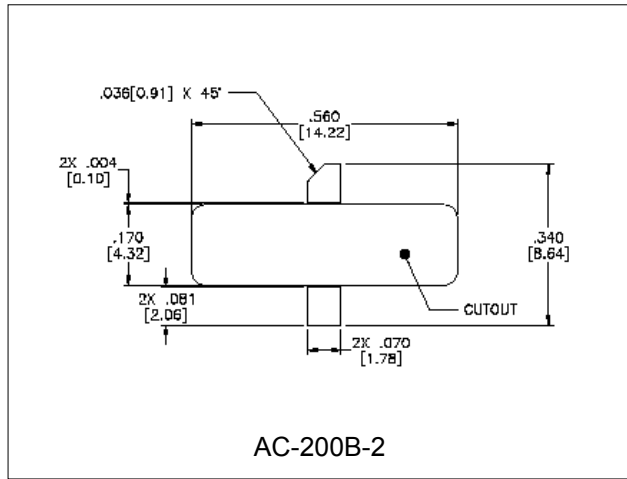 .036[0.91] X 45°
.560
[14.22]
2X .004
[0.10]
.170
[4.32]
.340
[8.64]
2X .081
[2.06]
CUTOUT
2X .070
[1.78]
AC-200B-2